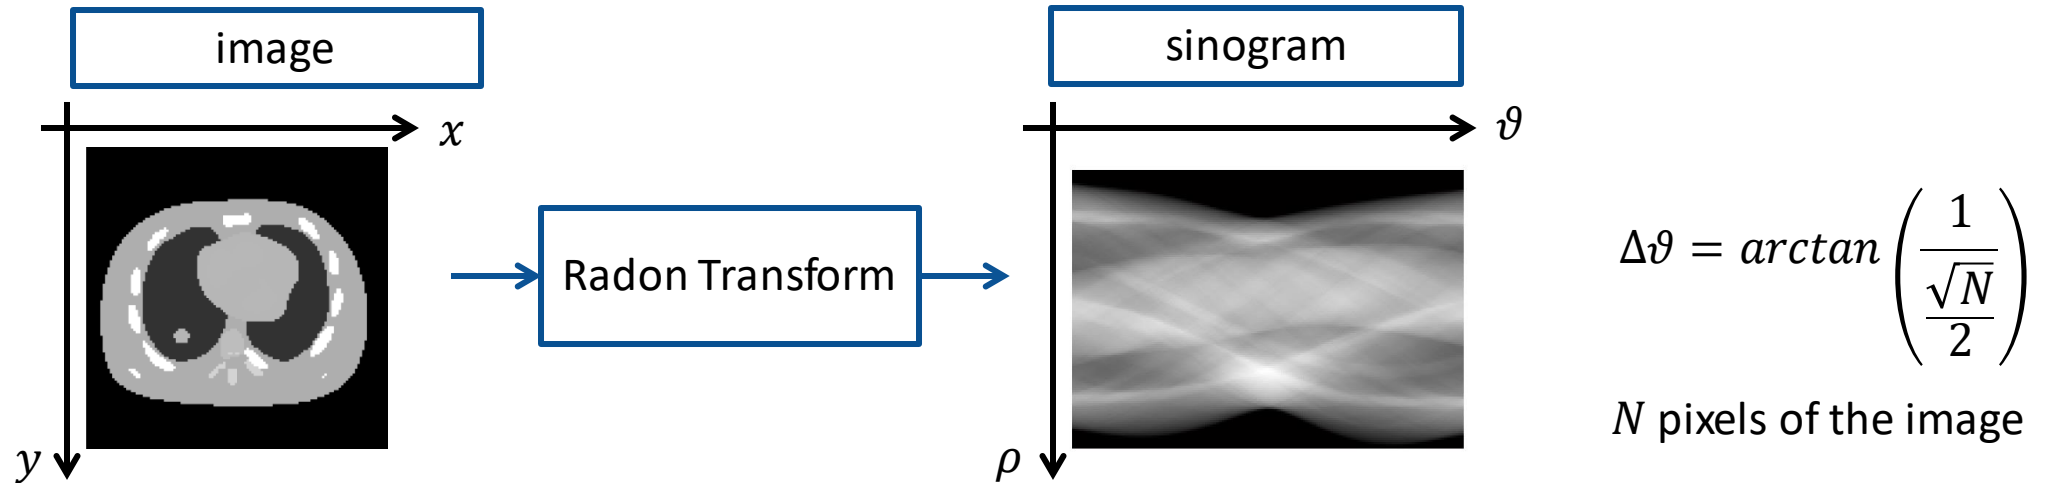 image
sinogram
x
ϑ
y
Radon Transform
ρ
Δϑ = arctan(1/(√N/2))
N pixels of the image